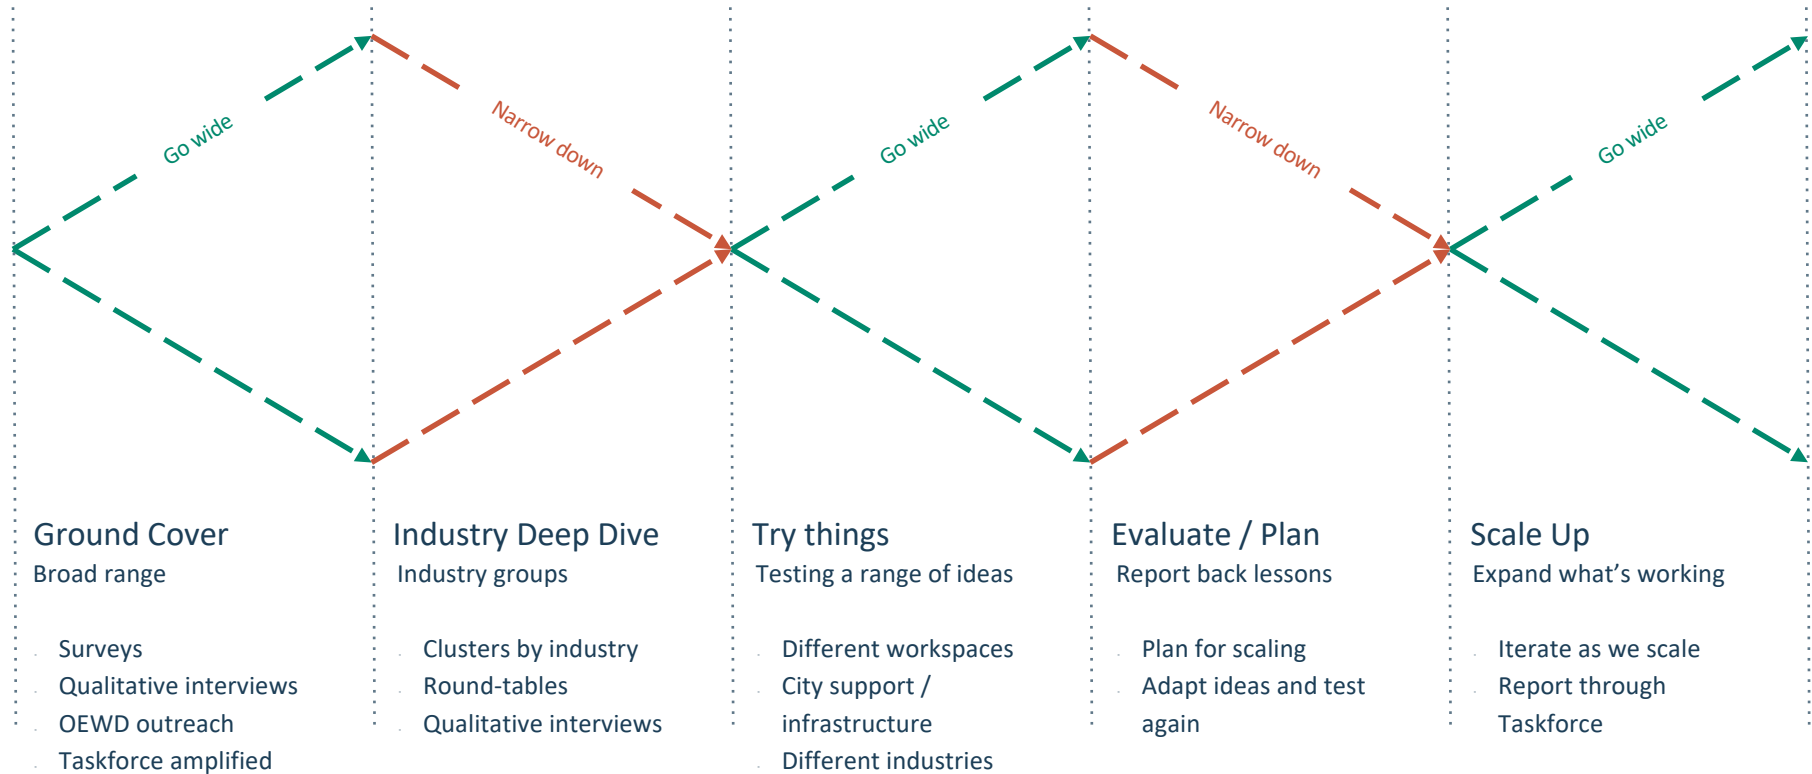 Go wide
Narrow down
Go wide
Narrow down
Go wide
Ground Cover
Broad range
Surveys
Qualitative interviews
OEWD outreach
Taskforce amplified
Industry Deep Dive
Industry groups
Clusters by industry
Round-tables
Qualitative interviews
Try things
Testing a range of ideas
Different workspaces
City support /
infrastructure
Different industries
Evaluate / Plan
Report back lessons
Plan for scaling
Adapt ideas and test
again
Scale Up
Expand what’s working
Iterate as we scale
Report through
Taskforce